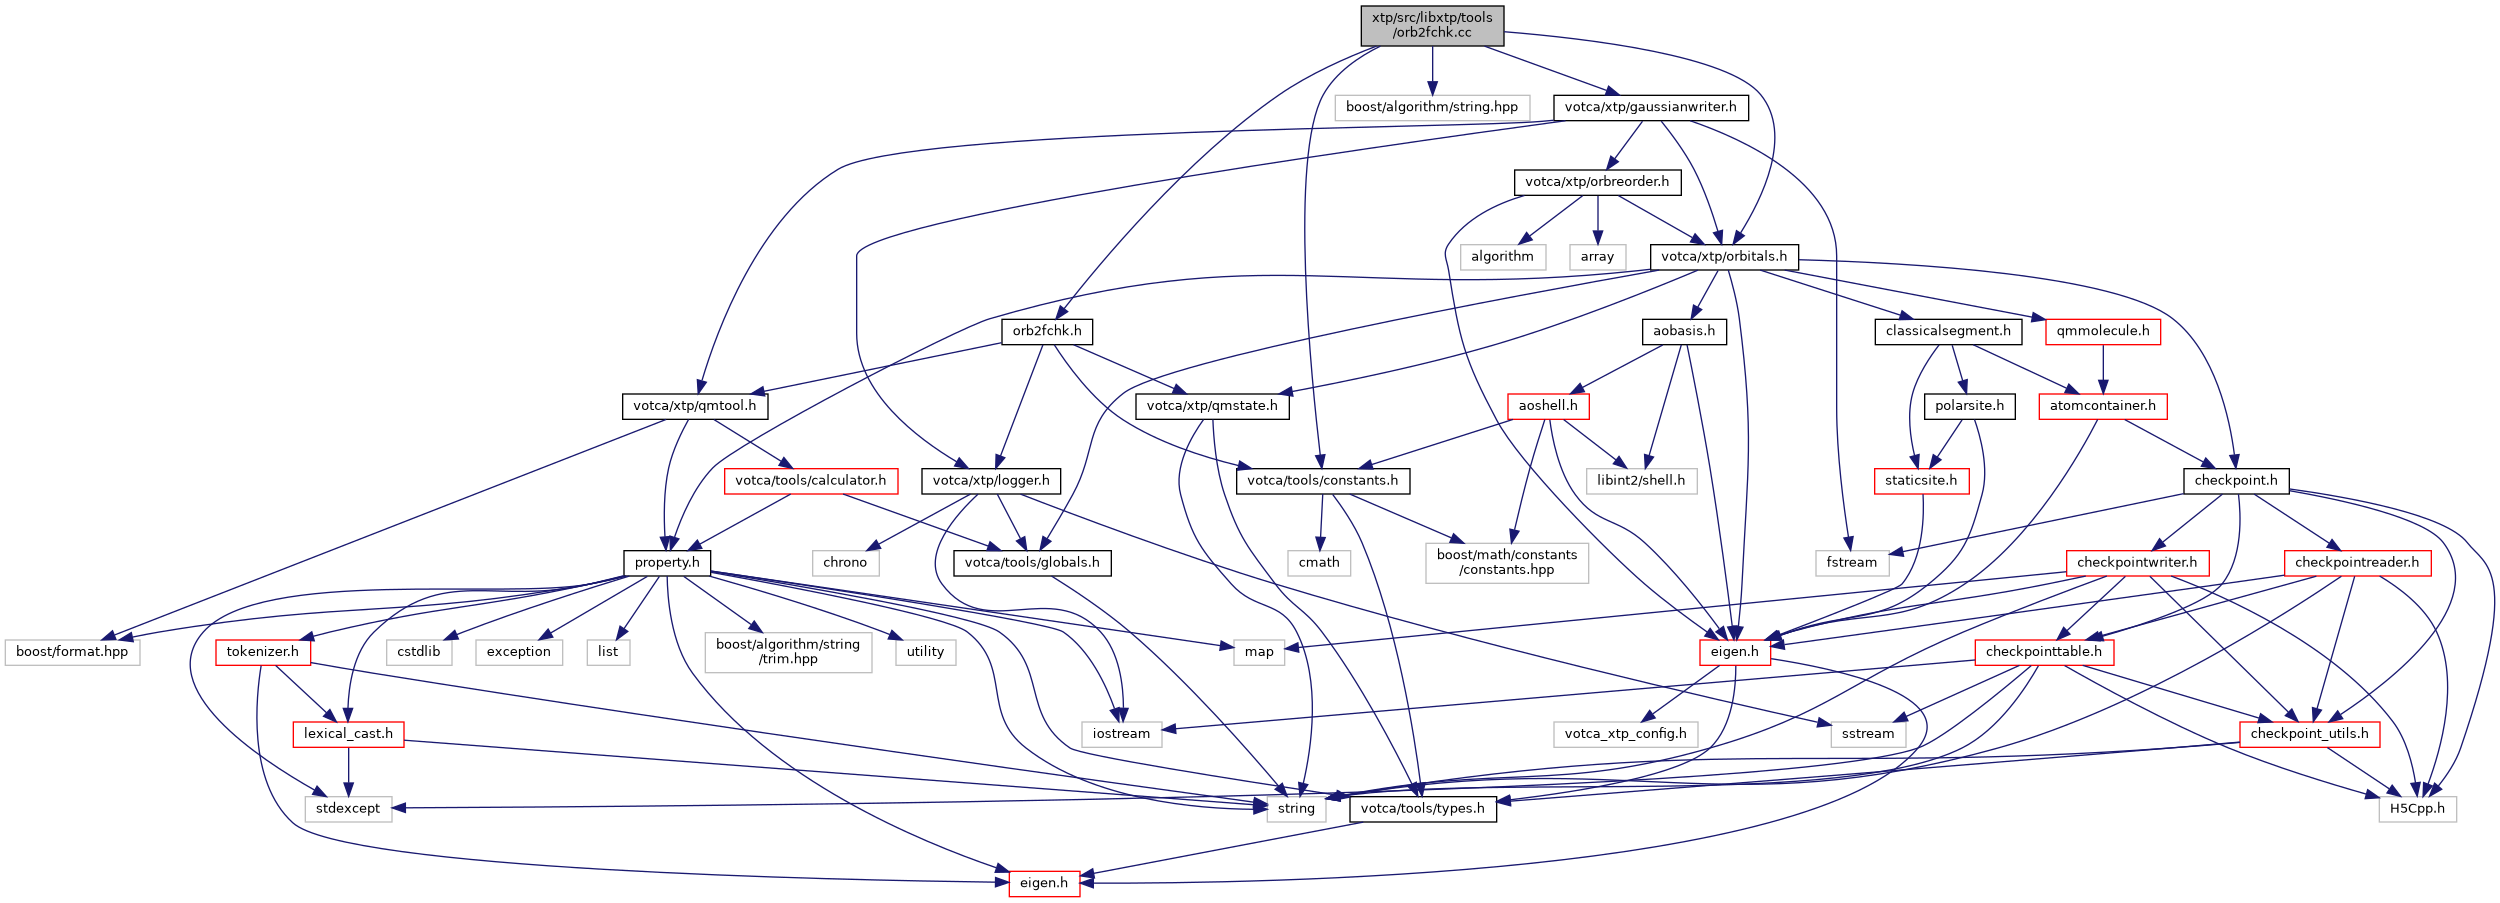 xtp/src/libxtp/tools
/orb2fchk.cc
boost/algorithm/string.hpp
votca/xtp/gaussianwriter.h
votca/xtp/orbreorder.h
algorithm
array
votca/xtp/orbitals.h
orb2fchk.h
aobasis.h
classicalsegment.h
qmmolecule.h
votca/xtp/qmtool.h
votca/xtp/qmstate.h
aoshell.h
polarsite.h
atomcontainer.h
votca/tools/calculator.h
votca/xtp/logger.h
votca/tools/constants.h
libint2/shell.h
staticsite.h
checkpoint.h
property.h
chrono
votca/tools/globals.h
cmath
boost/math/constants
/constants.hpp
fstream
checkpointwriter.h
checkpointreader.h
boost/format.hpp
tokenizer.h
cstdlib
exception
list
boost/algorithm/string
/trim.hpp
utility
map
eigen.h
checkpointtable.h
lexical_cast.h
iostream
votca_xtp_config.h
sstream
checkpoint_utils.h
stdexcept
string
votca/tools/types.h
H5Cpp.h
eigen.h